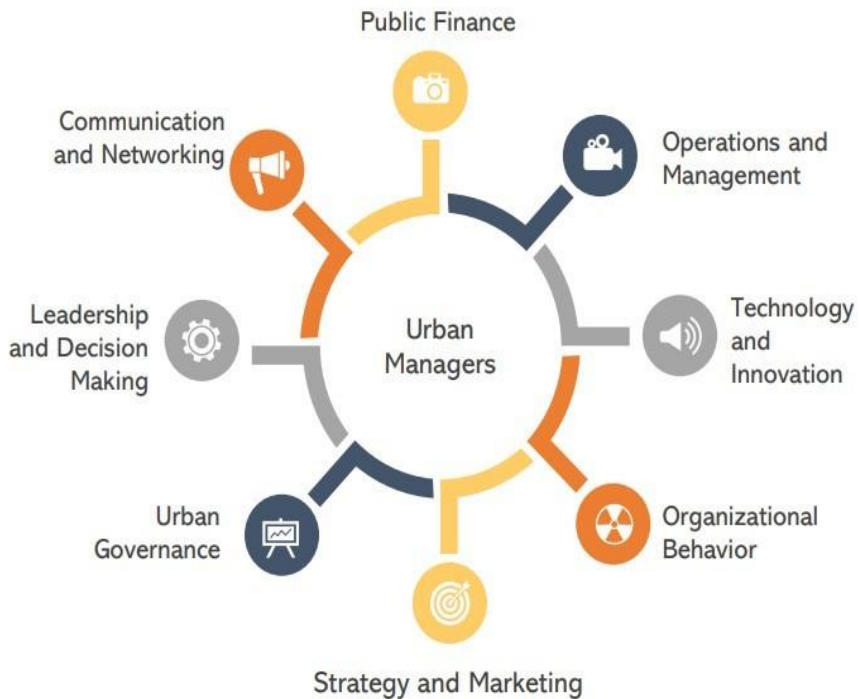 Public Finance
Communication
and Networking
Operations and
Management
Leadership
and Decision
Making
Urban
Managers
Technology
and
Innovation
Urban
Governance
Organizational
Behavior
Strategy and Marketing